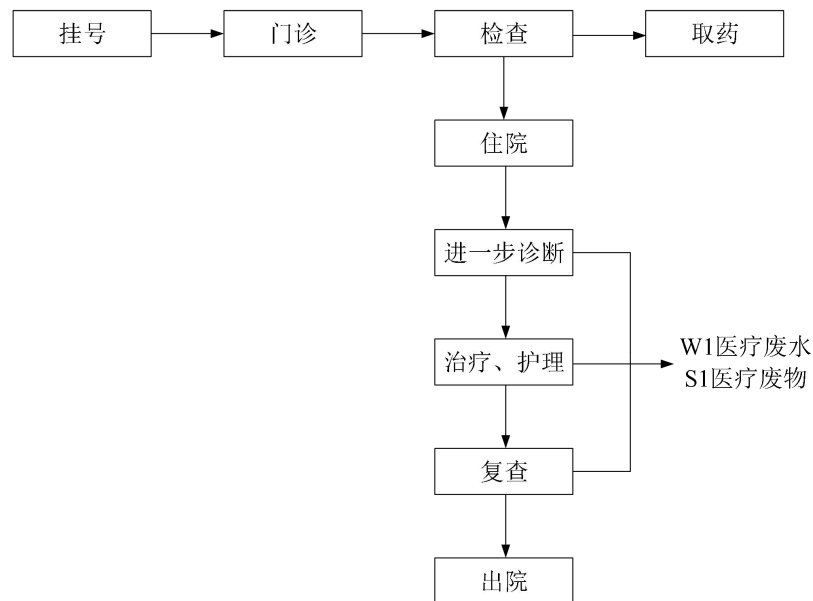 挂号
门诊
检查
取药
住院
进一步诊断
治疗、护理
W1医疗废水
S1医疗废物
复查
出院